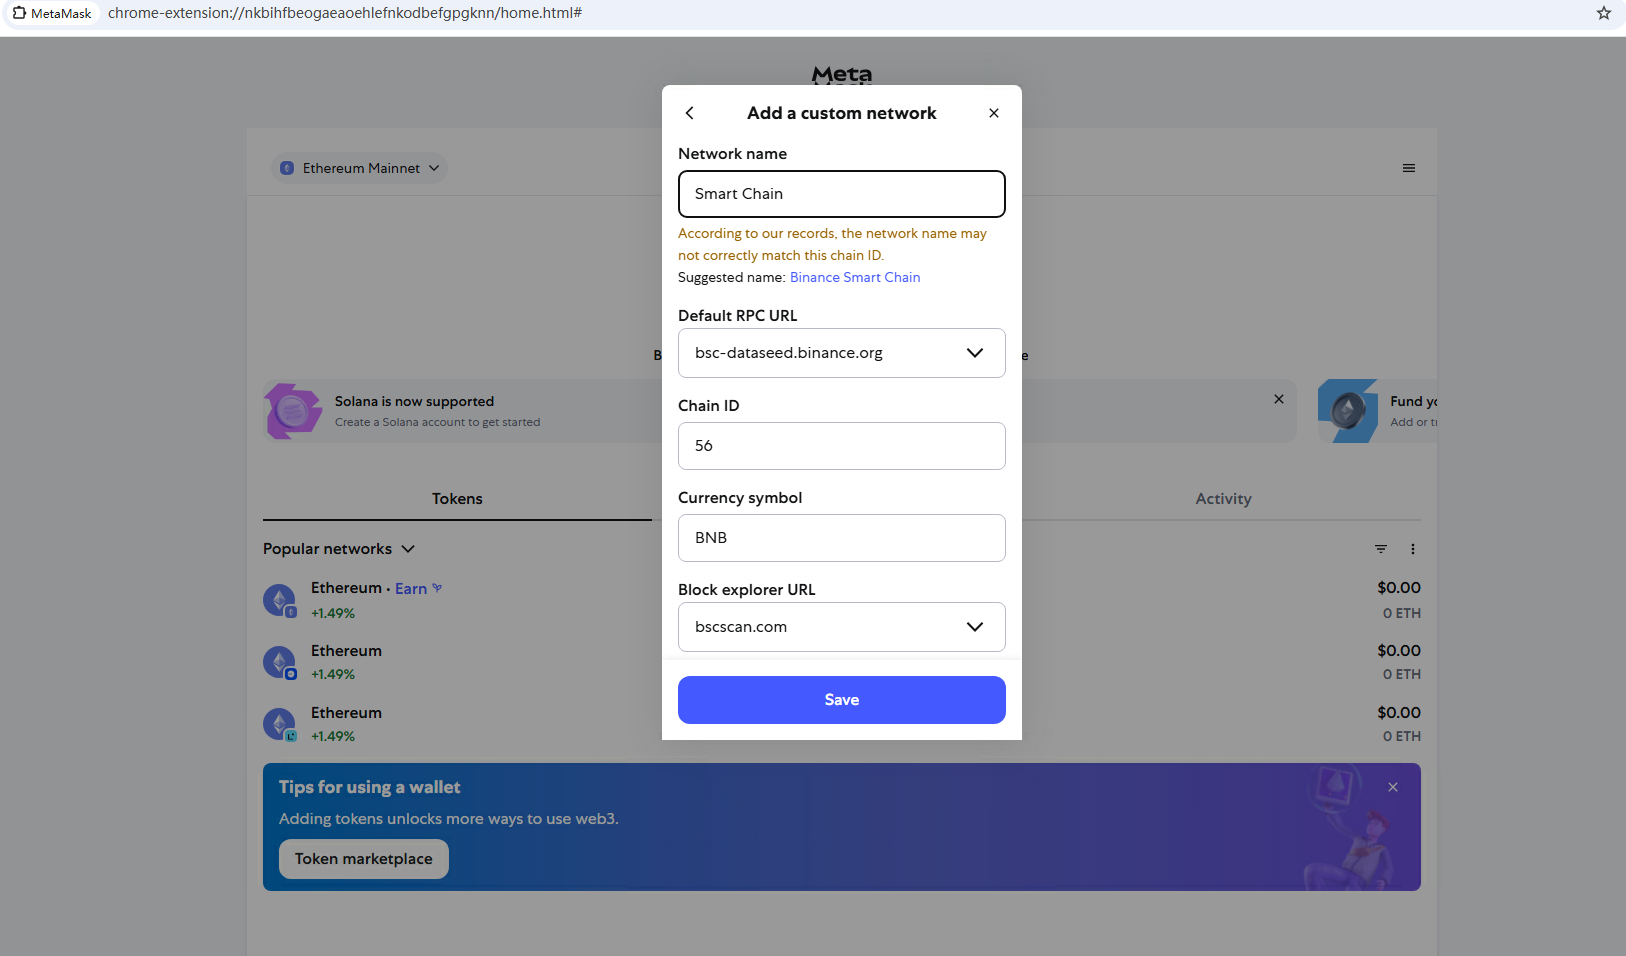 MetaMask
chrome-extension://nkbihfbeogaeaoehlefnkodbefgpgknn/home.html#
Meta
Ethereum Mainnet
Add a custom network
Network name
Smart Chain
According to our records, the network name may
not correctly match this chain ID.
Suggested name: Binance Smart Chain
Default RPC URL
bsc-dataseed.binance.org
Chain ID
56
Currency symbol
BNB
Block explorer URL
bscscan.com
Save
Solana is now supported
Create a Solana account to get started
Fund
Add or
Tokens
Activity
Popular networks
Ethereum • Earn
+1.49%
$0.00
0 ETH
Ethereum
+1.49%
$0.00
0 ETH
Ethereum
+1.49%
$0.00
0 ETH
Tips for using a wallet
Adding tokens unlocks more ways to use web3.
Token marketplace